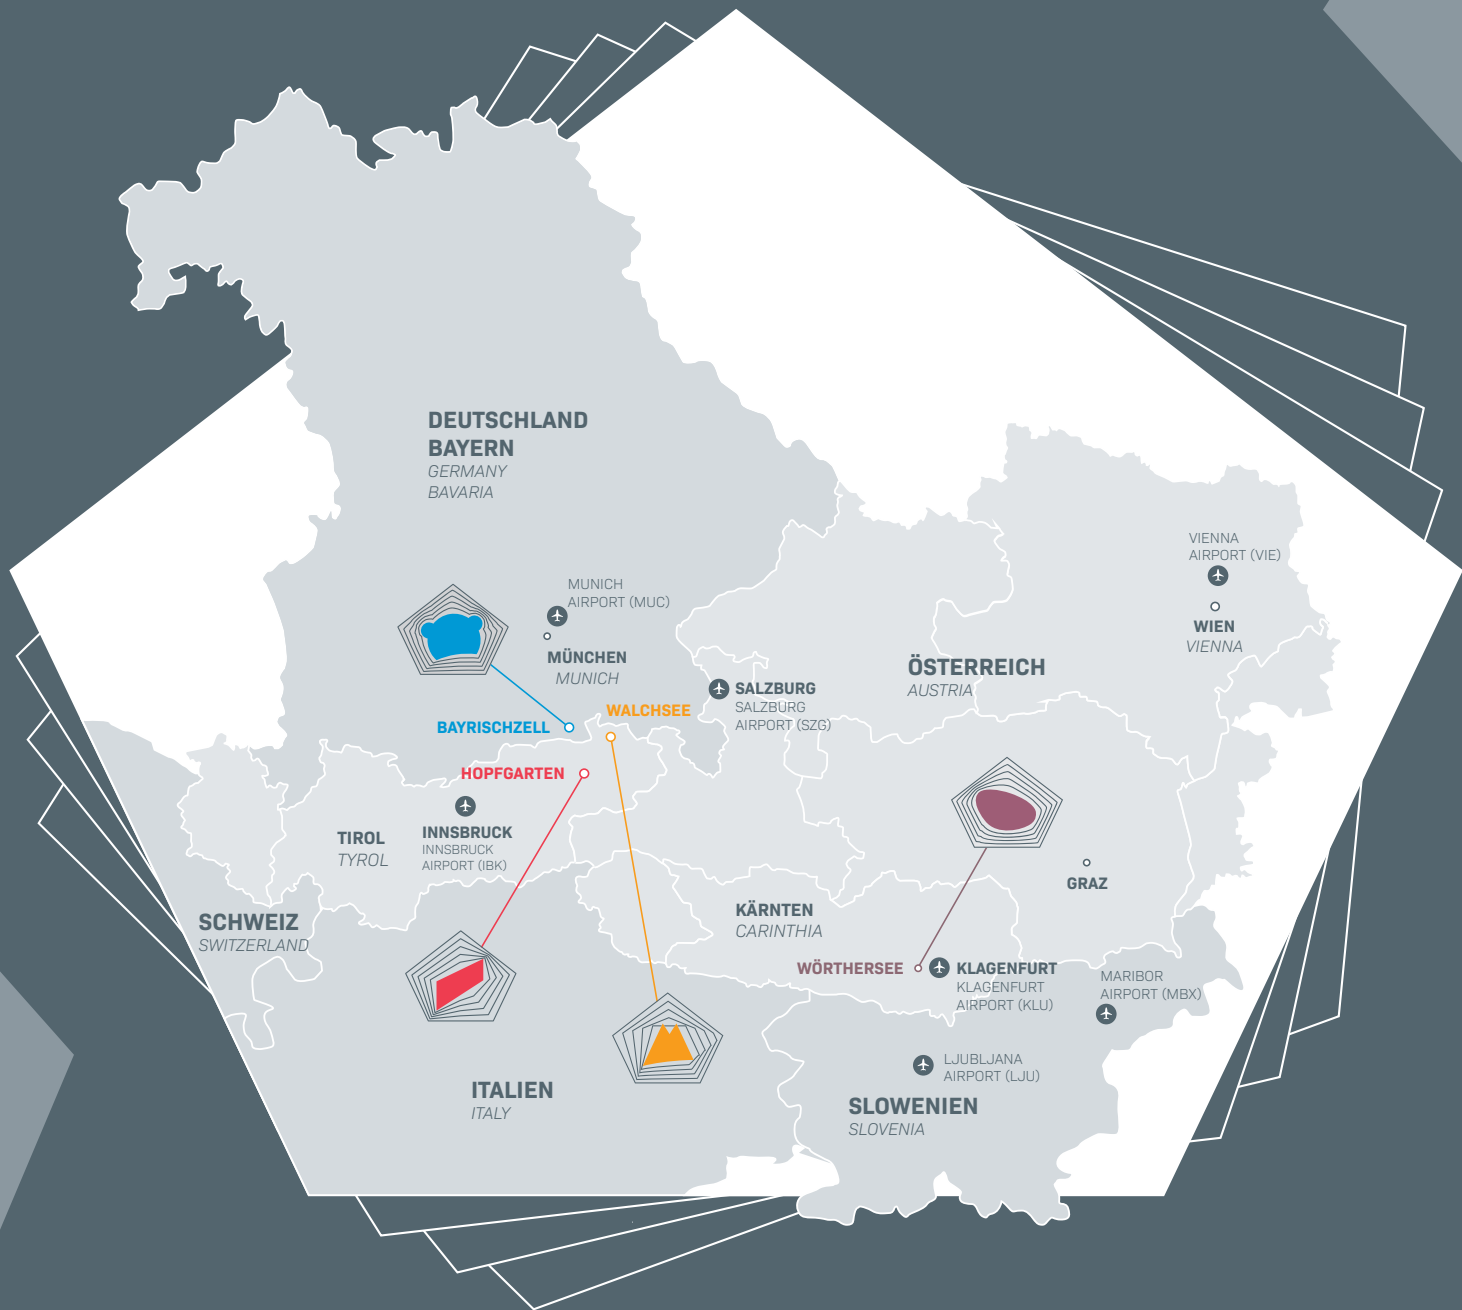 DEUTSCHLAND
BAYERN
GERMANY
BAVARIA
VIENNA
AIRPORT (VIE)
WIEN
VIENNA
MUNICH
AIRPORT (MUC)
MÜNCHEN
MUNICH
ÖSTERREICH
AUSTRIA
SALZBURG
SALZBURG
AIRPORT (SZG)
WALCHSEE
BAYRISCHZELL
HOPFGARTEN
TIROL
TYROL
INNSBRUCK
INNSBRUCK
AIRPORT (IBK)
GRAZ
SCHWEIZ
SWITZERLAND
KÄRNTEN
CARINTHIA
WÖRTHERSEE
KLAGENFURT
KLAGENFURT
AIRPORT (KLU)
MARIBOR
AIRPORT (MBX)
LJUBLJANA
AIRPORT (LJU)
ITALIEN
ITALY
SLOWENIEN
SLOVENIA